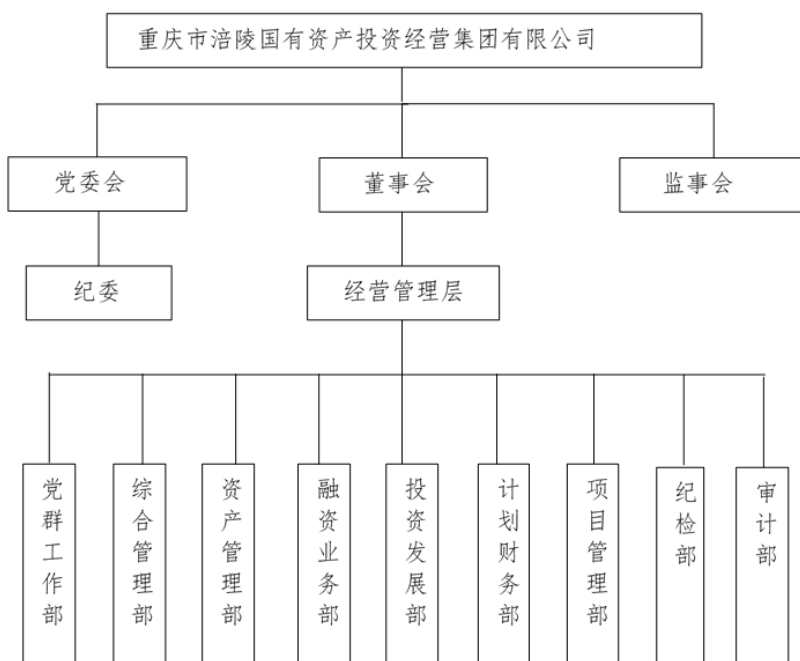 重庆市涪陵国有资产投资经营集团有限公司
党委会
董事会
监事会
纪委
经营管理层
党群工作部
综合管理部
资产管理部
融资业务部
投资发展部
计划财务部
项目管理部
纪检部
审计部